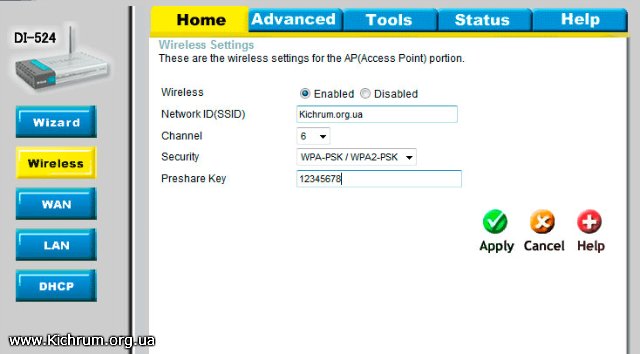 DI-524
Home Advanced Tools Status Help
Wireless Settings
These are the wireless settings for the AP(Access Point) portion.
Wireless Enabled Disabled
Network ID(SSID) Kichrum.org.ua
Channel 6
Security WPA-PSK / WPA2-PSK
Preshare Key 12345678
Wizard
Wireless
WAN
LAN
DHCP
Apply Cancel Help
www.Kichrum.org.ua